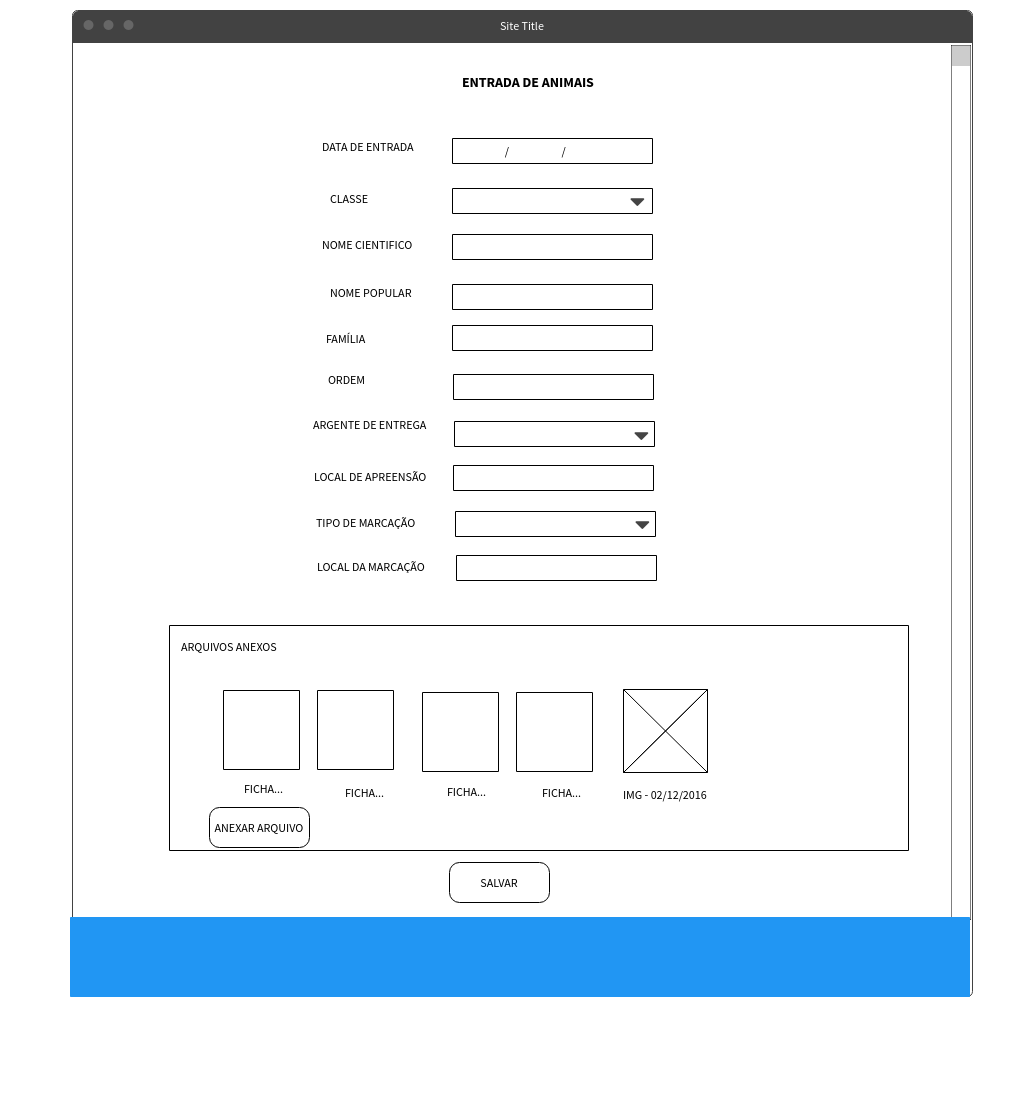 Site Title
ENTRADA DE ANIMAIS
DATA DE ENTRADA / /
CLASSE
NOME CIENTIFICO
NOME POPULAR
FAMÍLIA
ORDEM
ARGENTE DE ENTREGA
LOCAL DE APREENSÃO
TIPO DE MARCAÇÃO
LOCAL DA MARCAÇÃO
ARQUIVOS ANEXOS
FICHA... FICHA... FICHA... FICHA... IMG - 02/12/2016
ANEXAR ARQUIVO
SALVAR